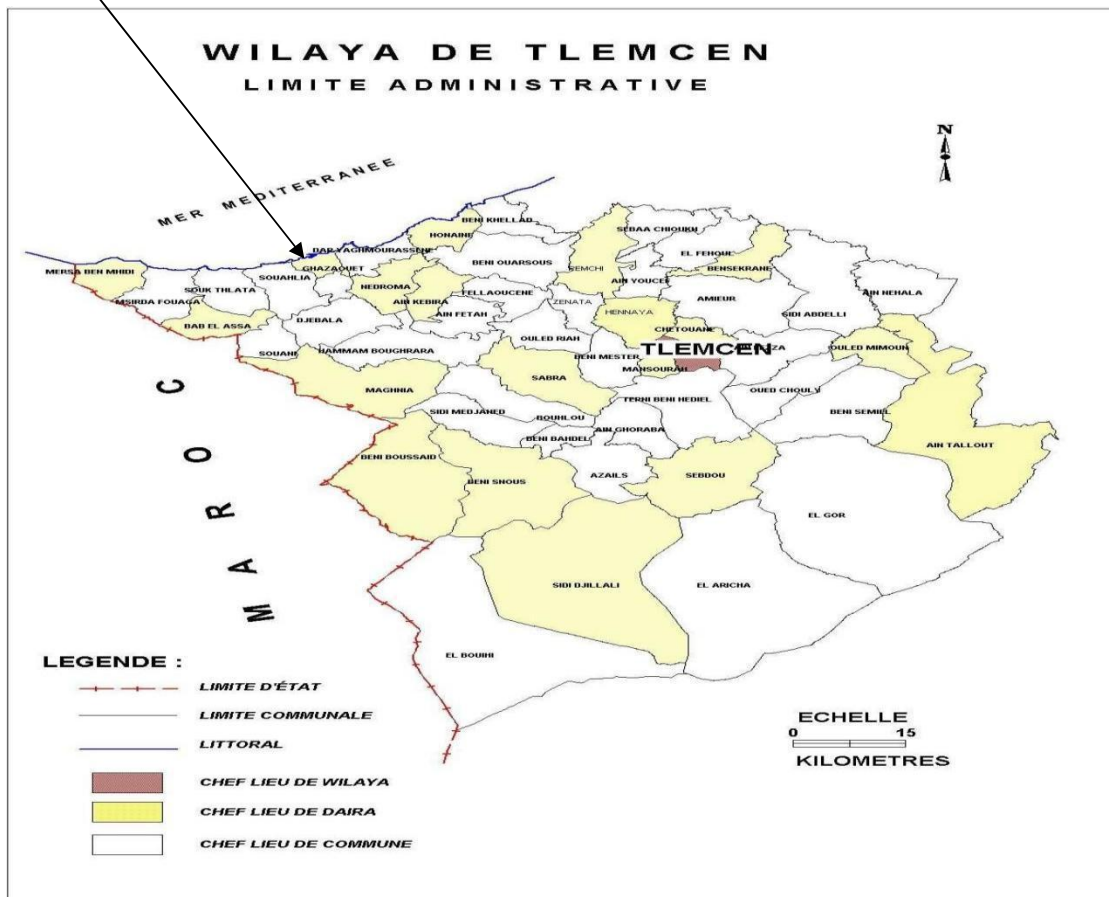 WILAYA DE TLEMCEN
LIMITE ADMINISTRATIVE
N
MER MEDITERRANEE
BENI KHELLAD
HONAINE
SEBAA CHIOUKH
DAR YAGHMOURASSENE
EL FEHOUL
BENI OUARSOUS
GHAZAOUET
MERSA BEN MHIDI
SOUAHLIA
BENSEKRANE
NEDROMA
AIN YOUCEF
SOUK THLATA
FELLAOUCENE
AIN NEHALA
MSIRDA FOUAGA
AIN KEBIRA
ZENATA
AMIEUR
AIN FETAH
HENNAYA
SIDI ABDELLI
DJEBALA
BAB EL ASSA
CHETOUANE
OULED RIAH
TLEMCEN
OULED MIMOUN
SOUANI
HAMMAM BOUGHRARA
BENI MESTER
MANSOURAH
SABRA
MAGHNIA
OUED CHOULY
TERNI BENI HEDIEL
SIDI MEDJAHED
BENI SEMIEL
BOUHLOU
AIN GHORABA
BENI BAHDEL
AIN TALLOUT
BENI BOUSSAID
AZAILS
SEBDOU
BENI SNOUS
EL GOR
SIDI DJILLALI
EL ARICHA
EL BOUIHI
MAROC
LEGENDE :
LIMITE D'ÉTAT
LIMITE COMMUNALE
LITTORAL
CHEF LIEU DE WILAYA
CHEF LIEU DE DAIRA
CHEF LIEU DE COMMUNE
ECHELLE
0 15
KILOMETRES